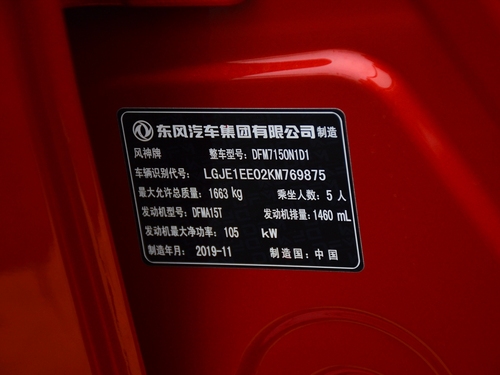 东风汽车集团有限公司 制造
风神牌 整车型号：DFM7150N1D1
车辆识别代号：LGJE1EE02KM769875
最大允许总质量：1663 kg 乘坐人数：5 人
发动机型号：DFMA15T 发动机排量：1460 mL
发动机最大净功率：105 kW
制造年月：2019-11 制造国：中国